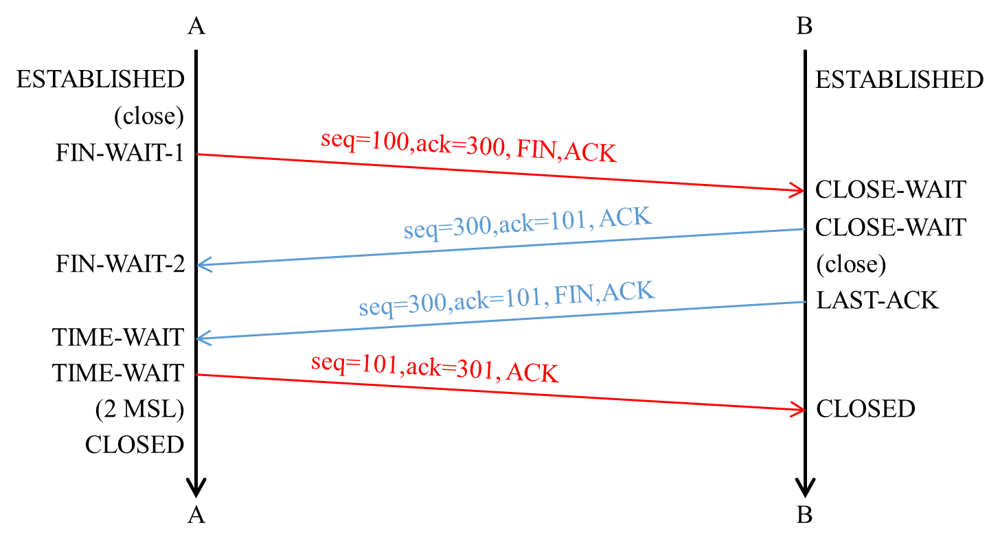 A
B
ESTABLISHED
ESTABLISHED
(close)
FIN-WAIT-1
seq=100,ack=300, FIN,ACK
CLOSE-WAIT
seq=300,ack=101, ACK
CLOSE-WAIT
FIN-WAIT-2
(close)
seq=300,ack=101, FIN,ACK
LAST-ACK
TIME-WAIT
TIME-WAIT
seq=101,ack=301, ACK
(2 MSL)
CLOSED
CLOSED
A
B